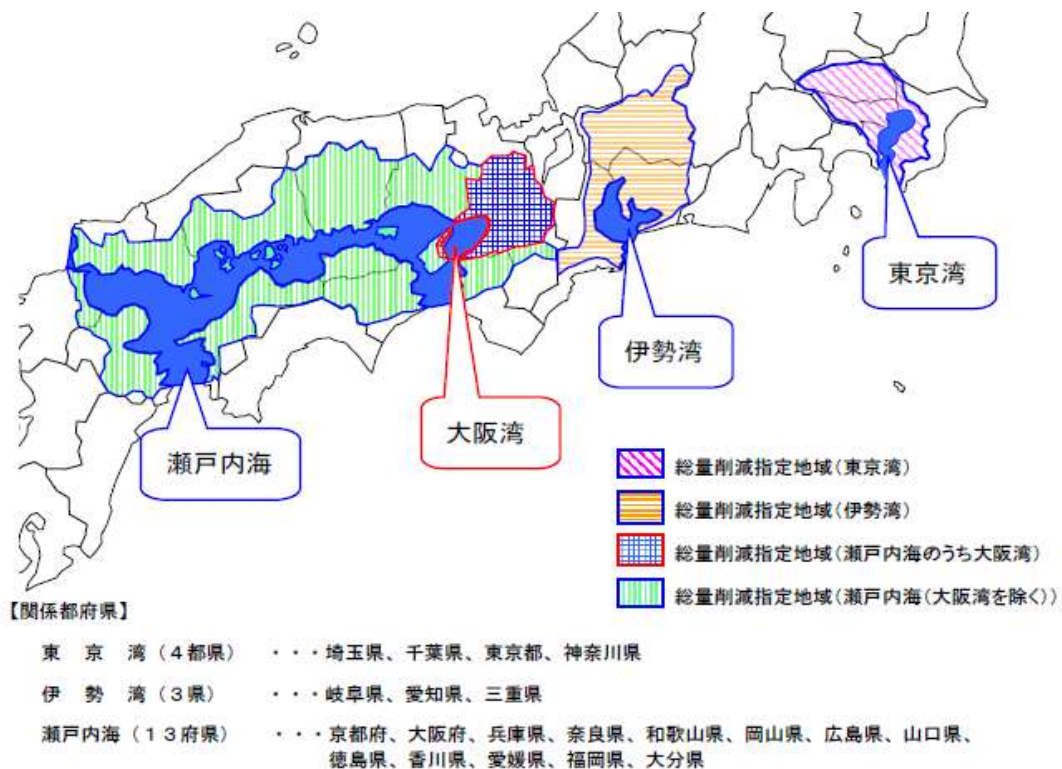 東京湾
伊勢湾
大阪湾
瀬戸内海
総量削減指定地域(東京湾)
総量削減指定地域(伊勢湾)
総量削減指定地域(瀬戸内海のうち大阪湾)
総量削減指定地域(瀬戸内海(大阪湾を除く))
【関係都府県】
東 京 湾(4都県) ・・・埼玉県、千葉県、東京都、神奈川県
伊 勢 湾(3県) ・・・岐阜県、愛知県、三重県
瀬戸内海(13府県) ・・・京都府、大阪府、兵庫県、奈良県、和歌山県、岡山県、広島県、山口県、
徳島県、香川県、愛媛県、福岡県、大分県